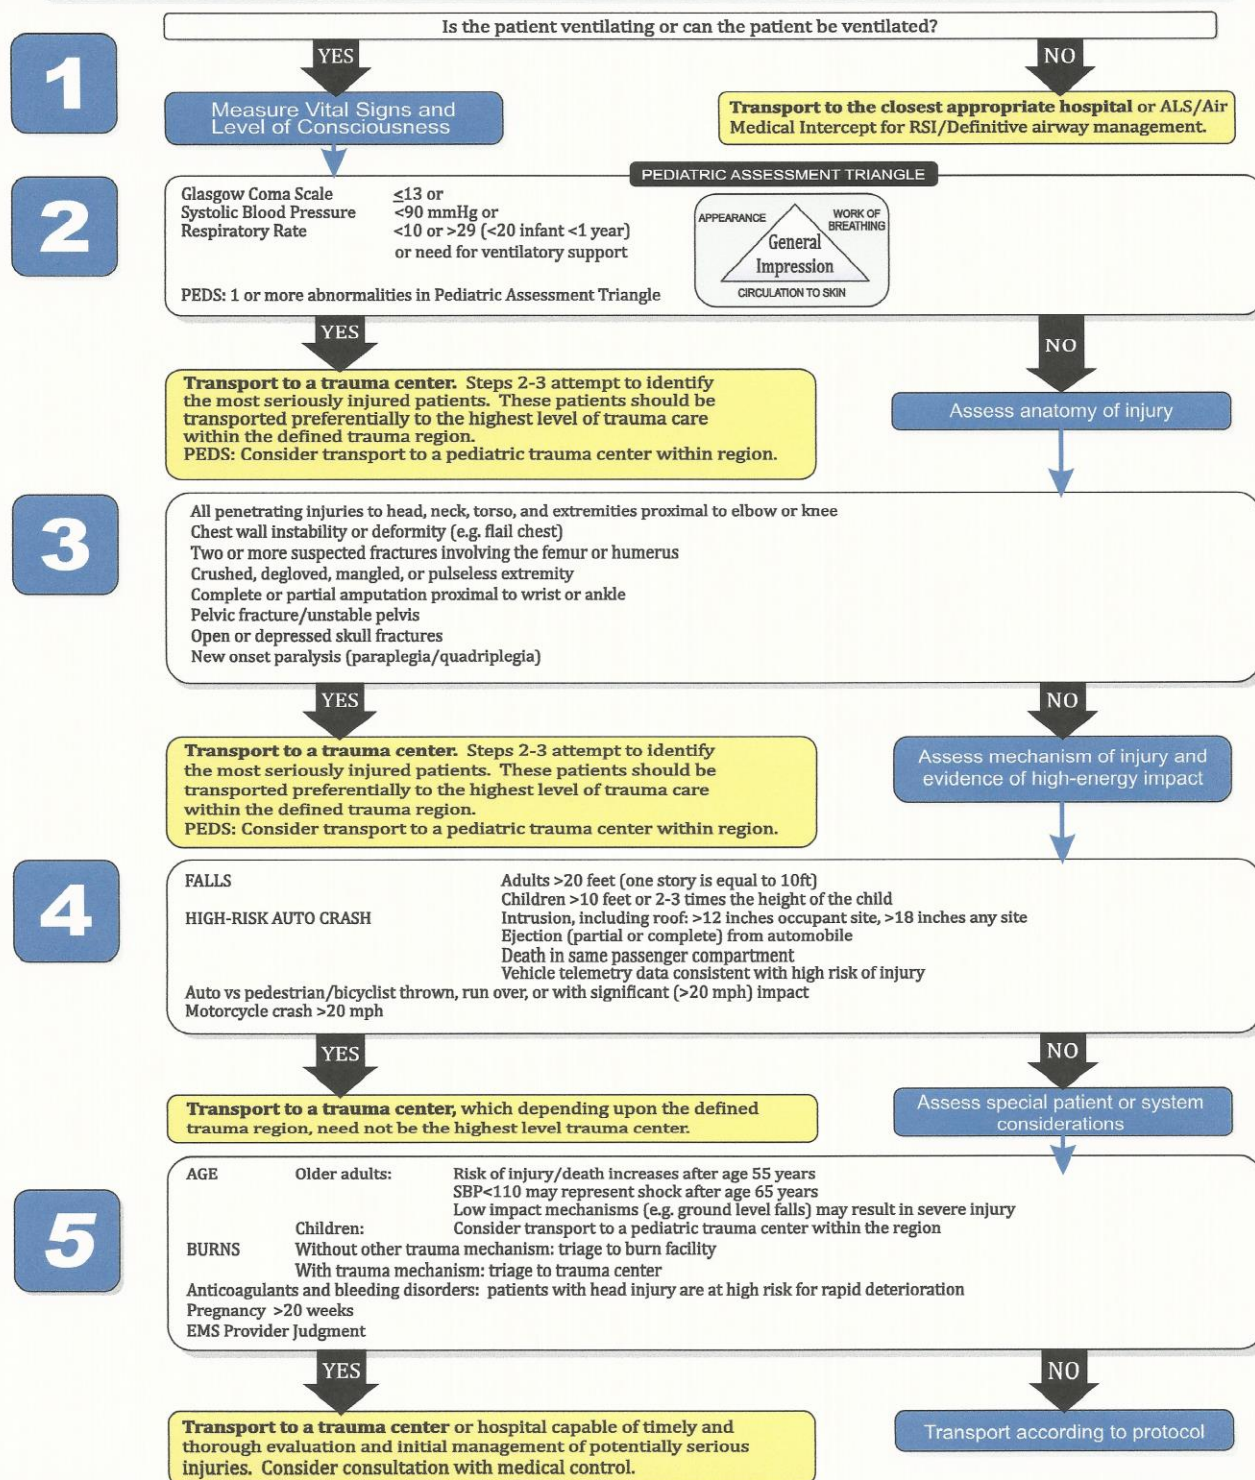 Is the patient ventilating or can the patient be ventilated?
YES
NO
1
Measure Vital Signs and
Level of Consciousness
Transport to the closest appropriate hospital or ALS/Air
Medical Intercept for RSI/Definitive airway management.
2
PEDIATRIC ASSESSMENT TRIANGLE
Glasgow Coma Scale ≤13 or
Systolic Blood Pressure <90 mmHg or
Respiratory Rate <10 or >29 (<20 infant <1 year)
or need for ventilatory support
PEDS: 1 or more abnormalities in Pediatric Assessment Triangle
APPEARANCE
WORK OF
BREATHING
General
Impression
CIRCULATION TO SKIN
YES
NO
Transport to a trauma center. Steps 2-3 attempt to identify
the most seriously injured patients. These patients should be
transported preferentially to the highest level of trauma care
within the defined trauma region.
PEDS: Consider transport to a pediatric trauma center within region.
Assess anatomy of injury
3
All penetrating injuries to head, neck, torso, and extremities proximal to elbow or knee
Chest wall instability or deformity (e.g. flail chest)
Two or more suspected fractures involving the femur or humerus
Crushed, degloved, mangled, or pulseless extremity
Complete or partial amputation proximal to wrist or ankle
Pelvic fracture/unstable pelvis
Open or depressed skull fractures
New onset paralysis (paraplegia/quadriplegia)
YES
NO
Transport to a trauma center. Steps 2-3 attempt to identify
the most seriously injured patients. These patients should be
transported preferentially to the highest level of trauma care
within the defined trauma region.
PEDS: Consider transport to a pediatric trauma center within region.
Assess mechanism of injury and
evidence of high-energy impact
4
FALLS Adults >20 feet (one story is equal to 10ft)
Children >10 feet or 2-3 times the height of the child
HIGH-RISK AUTO CRASH Intrusion, including roof: >12 inches occupant site, >18 inches any site
Ejection (partial or complete) from automobile
Death in same passenger compartment
Vehicle telemetry data consistent with high risk of injury
Auto vs pedestrian/bicyclist thrown, run over, or with significant (>20 mph) impact
Motorcycle crash >20 mph
YES
NO
Transport to a trauma center, which depending upon the defined
trauma region, need not be the highest level trauma center.
Assess special patient or system
considerations
5
AGE Older adults: Risk of injury/death increases after age 55 years
SBP<110 may represent shock after age 65 years
Low impact mechanisms (e.g. ground level falls) may result in severe injury
Children: Consider transport to a pediatric trauma center within the region
BURNS Without other trauma mechanism: triage to burn facility
With trauma mechanism: triage to trauma center
Anticoagulants and bleeding disorders: patients with head injury are at high risk for rapid deterioration
Pregnancy >20 weeks
EMS Provider Judgment
YES
NO
Transport to a trauma center or hospital capable of timely and
thorough evaluation and initial management of potentially serious
injuries. Consider consultation with medical control.
Transport according to protocol